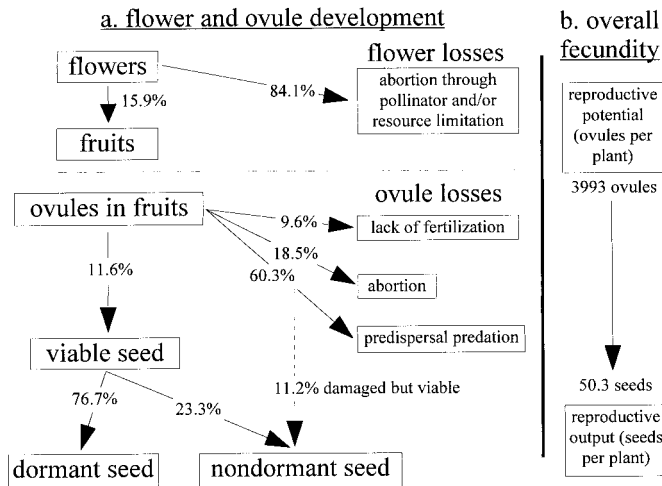 a. flower and ovule development
flowers
15.9%
fruits
84.1%
flower losses
abortion through
pollinator and/or
resource limitation
ovules in fruits
11.6%
viable seed
76.7%
23.3%
dormant seed
nondormant seed
ovule losses
9.6%
lack of fertilization
18.5%
abortion
60.3%
predispersal predation
11.2% damaged but viable
b. overall
fecundity
reproductive
potential
(ovules per
plant)
3993 ovules
50.3 seeds
reproductive
output (seeds
per plant)